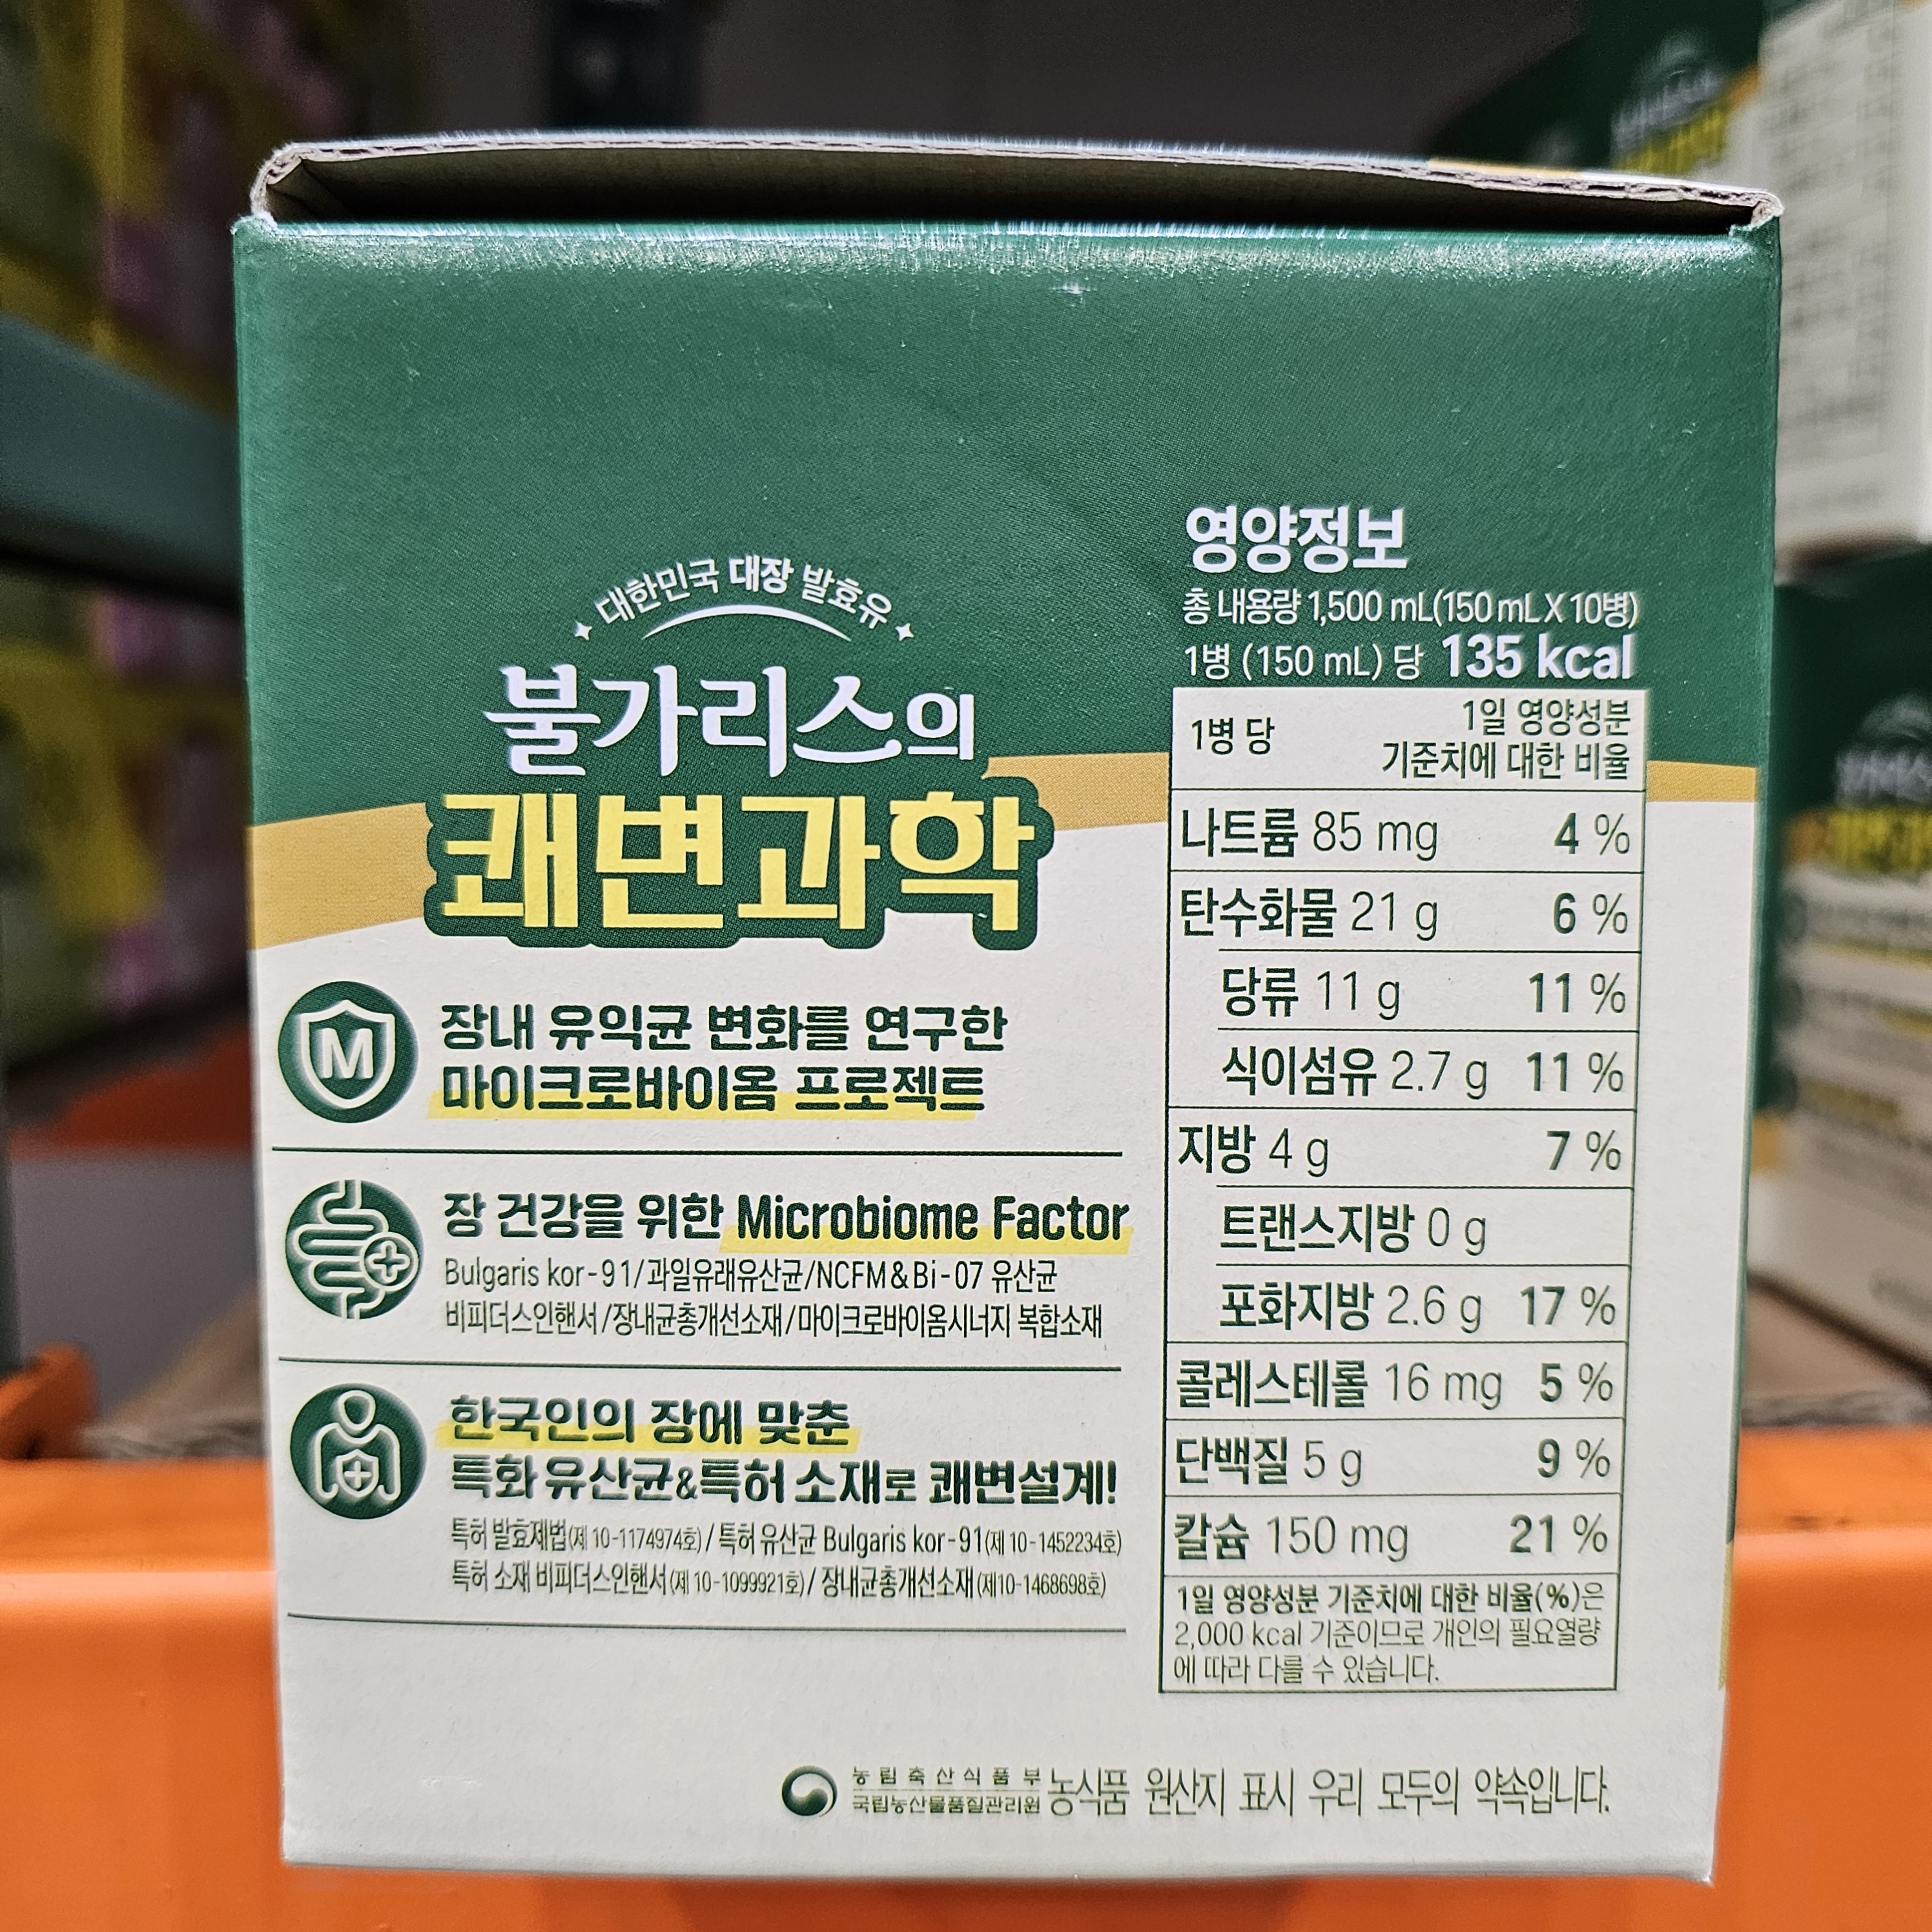 대한민국 대장 발효유
불가리스의
쾌변과학
M
장내 유익균 변화를 연구한
마이크로바이옴 프로젝트
장 건강을 위한 Microbiome Factor
Bulgaris kor-91/과일유래유산균/NCFM&Bi-07 유산균
비피더스인핸서/장내균총개선소재/마이크로바이옴시너지 복합소재
한국인의 장에 맞춘
특화 유산균&특허 소재로 쾌변설계!
특허 발효제법(제 10-1174974호)/특허 유산균 Bulgaris kor-91(제 10-1452234호)
특허 소재 비피더스인핸서(제 10-1099921호)/장내균총개선소재(제10-1468698호)
영양정보
총 내용량 1,500 mL(150 mL X 10병)
1병 (150 mL) 당 135 kcal
1병 당 1일 영양성분
기준치에 대한 비율
나트륨 85 mg 4 %
탄수화물 21 g 6 %
당류 11 g 11 %
식이섬유 2.7 g 11 %
지방 4 g 7 %
트랜스지방 0 g
포화지방 2.6 g 17 %
콜레스테롤 16 mg 5 %
단백질 5 g 9 %
칼슘 150 mg 21 %
1일 영양성분 기준치에 대한 비율(%)은
2,000 kcal 기준이므로 개인의 필요열량
에 따라 다를 수 있습니다.
농림축산식품부
국립농산물품질관리원
농식품 원산지 표시 우리 모두의 약속입니다.